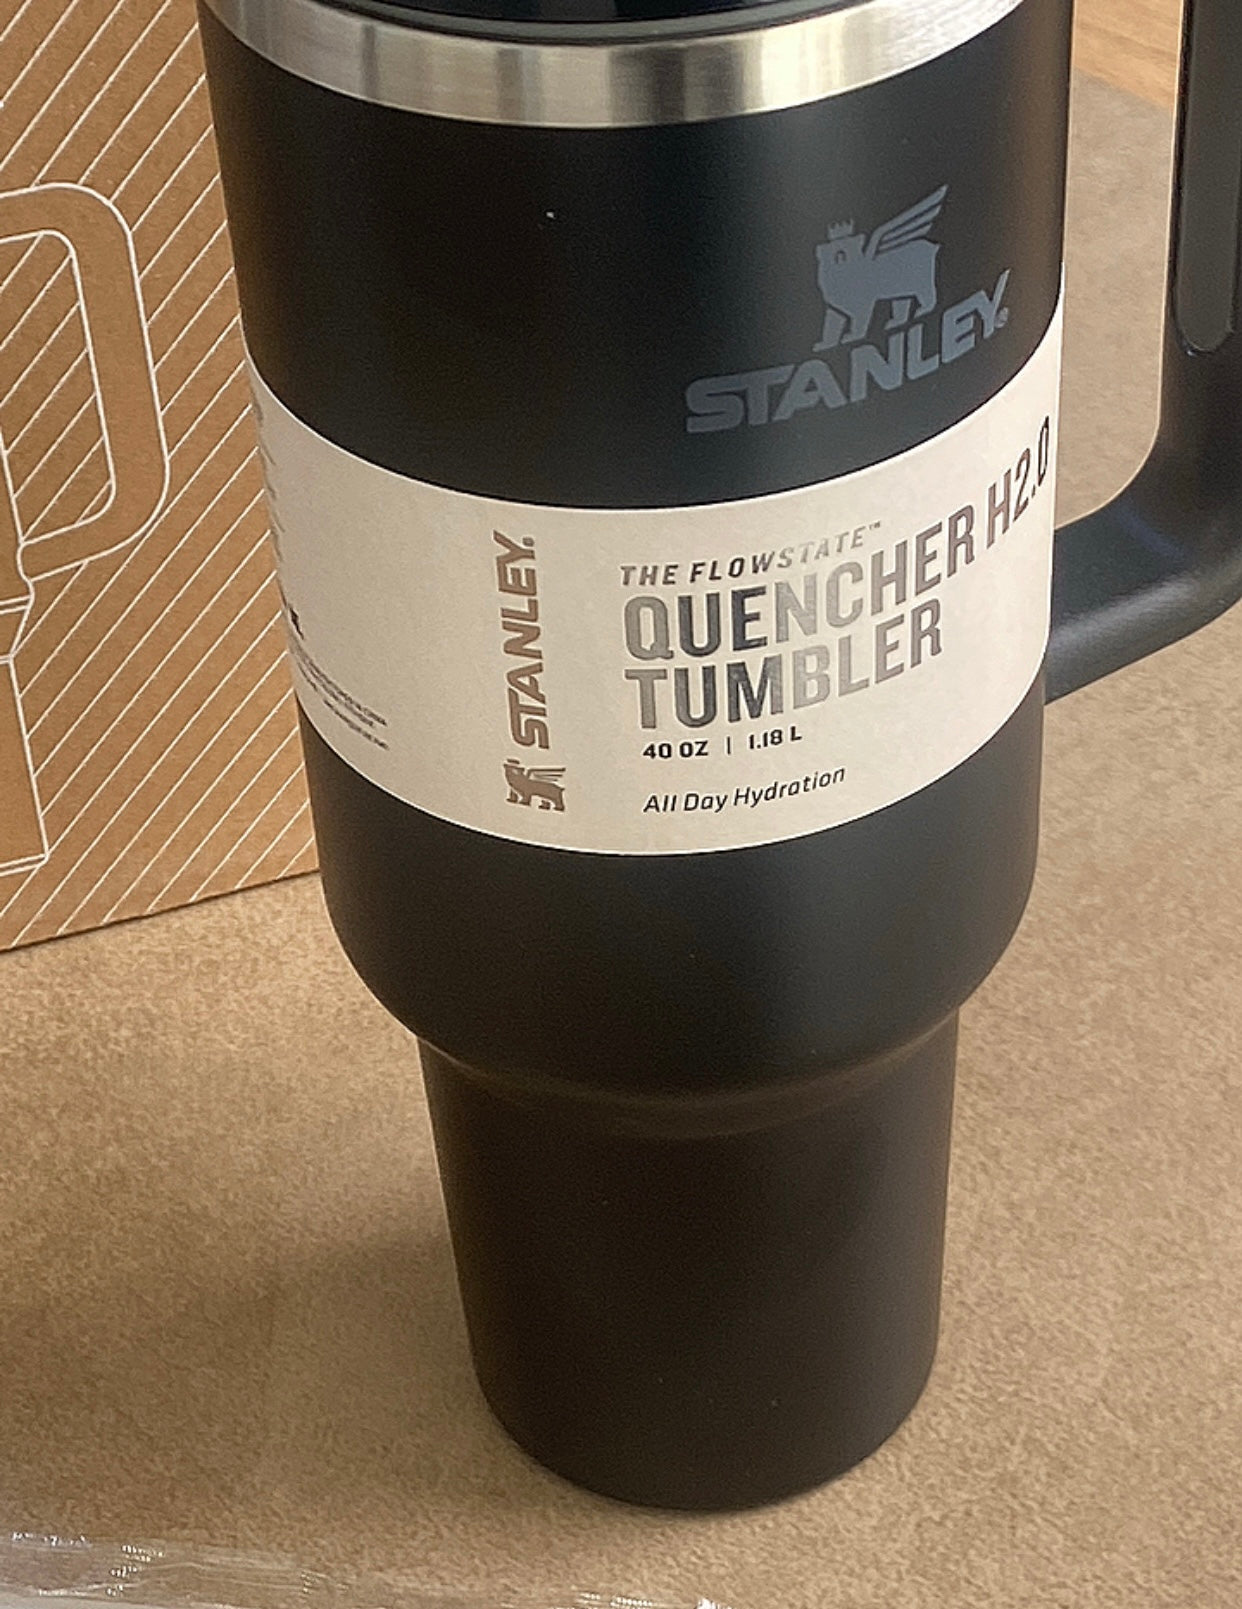 STANLEY®
STANLEY®
THE FLOWSTATE™
QUENCHER H2.0
TUMBLER
40 OZ | 1.18 L
All Day Hydration